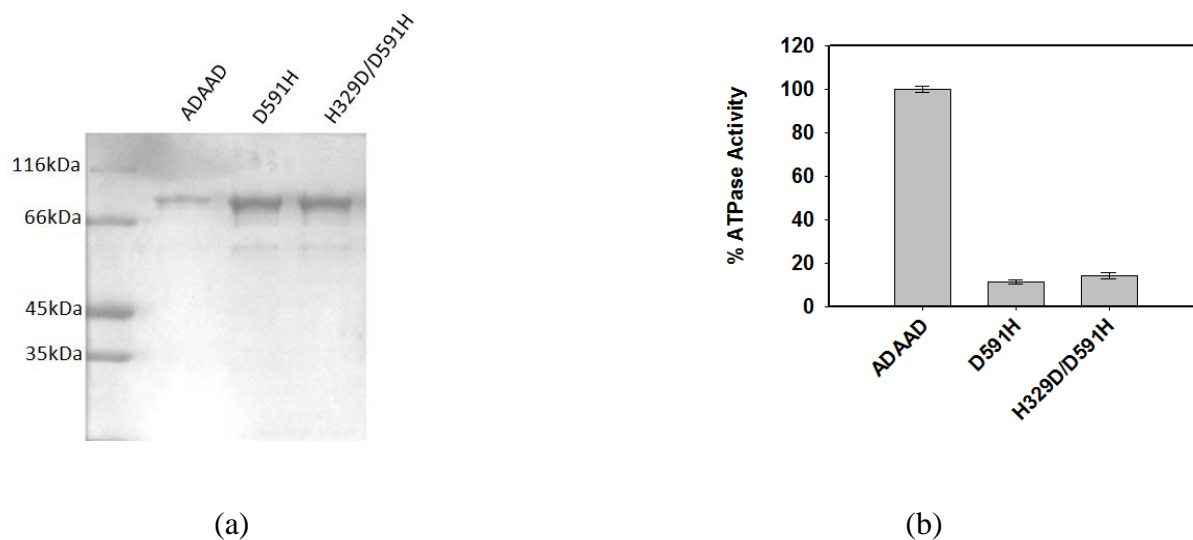 ADAAD
D591H
H329D/D591H
116kDa
66kDa
45kDa
35kDa
(a)
% ATPase Activity
120
100
80
60
40
20
0
ADAAD
D591H
H329D/D591H
(b)